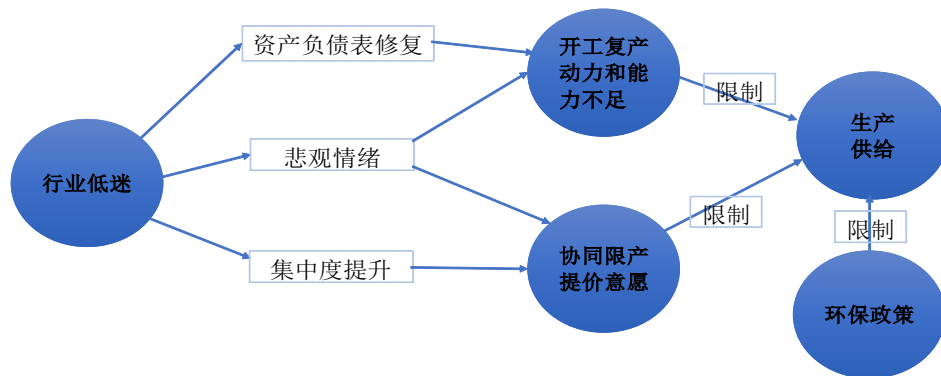 资产负债表修复
开工复产
动力和能
力不足
限制
生产
供给
行业低迷
悲观情绪
限制
限制
集中度提升
协同限产
提价意愿
环保政策